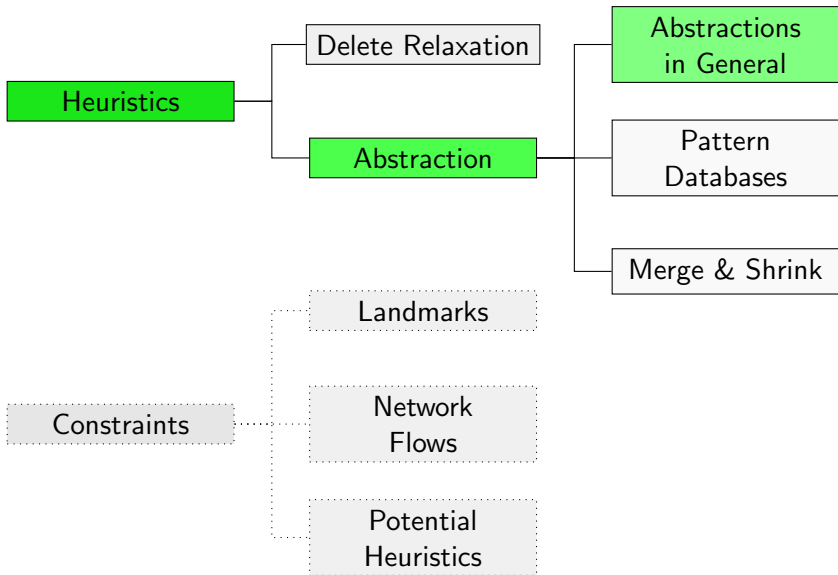 Heuristics
Delete Relaxation
Abstraction
Abstractions
in General
Pattern
Databases
Merge & Shrink
Constraints
Landmarks
Network
Flows
Potential
Heuristics